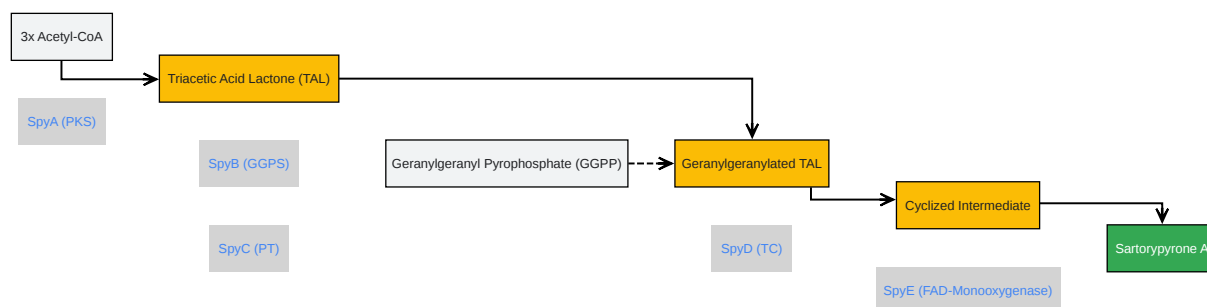 3x Acetyl-CoA
Triacetic Acid Lactone (TAL)
SpyA (PKS)
SpyB (GGPS)
Geranylgeranyl Pyrophosphate (GGPP)
Geranylgeranylated TAL
Cyclized Intermediate
SpyC (PT)
SpyD (TC)
Sartorypyrone A
SpyE (FAD-Monooxygenase)